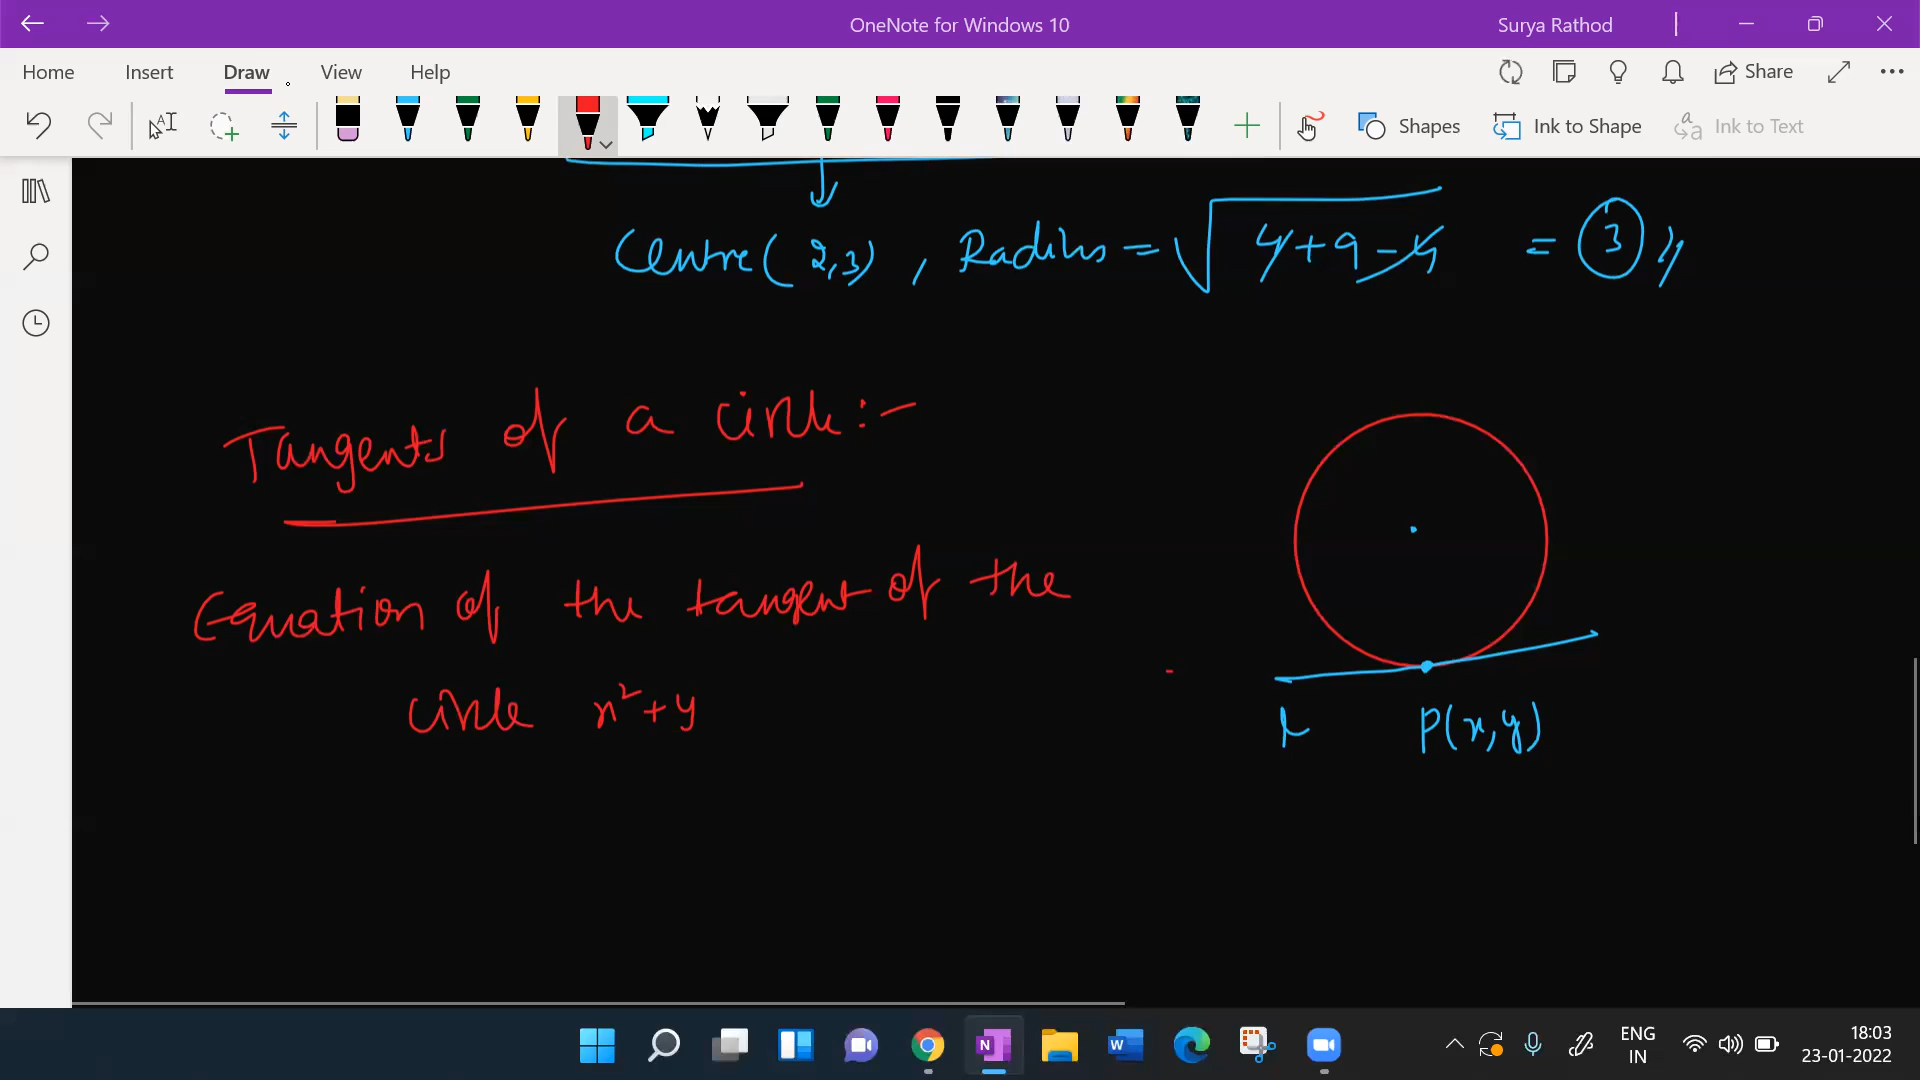 OneNote for Windows 10
Surya Rathod
Home Insert Draw View Help
Share
Shapes Ink to Shape Ink to Text
Centre (2,3) , Radius = √4+9-4 = 3
Tangents of a circle:-
Equation of the tangent of the
circle x²+y
P(x,y)
ENG
IN
18:03
23-01-2022